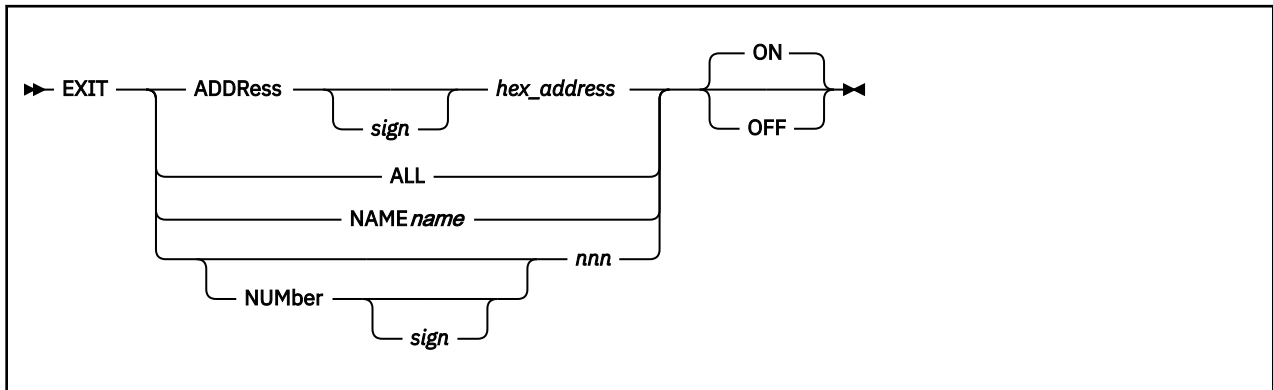 ON
EXIT ADDRess hex_address
sign OFF
ALL
NAMEname
nnn
NUMber
sign